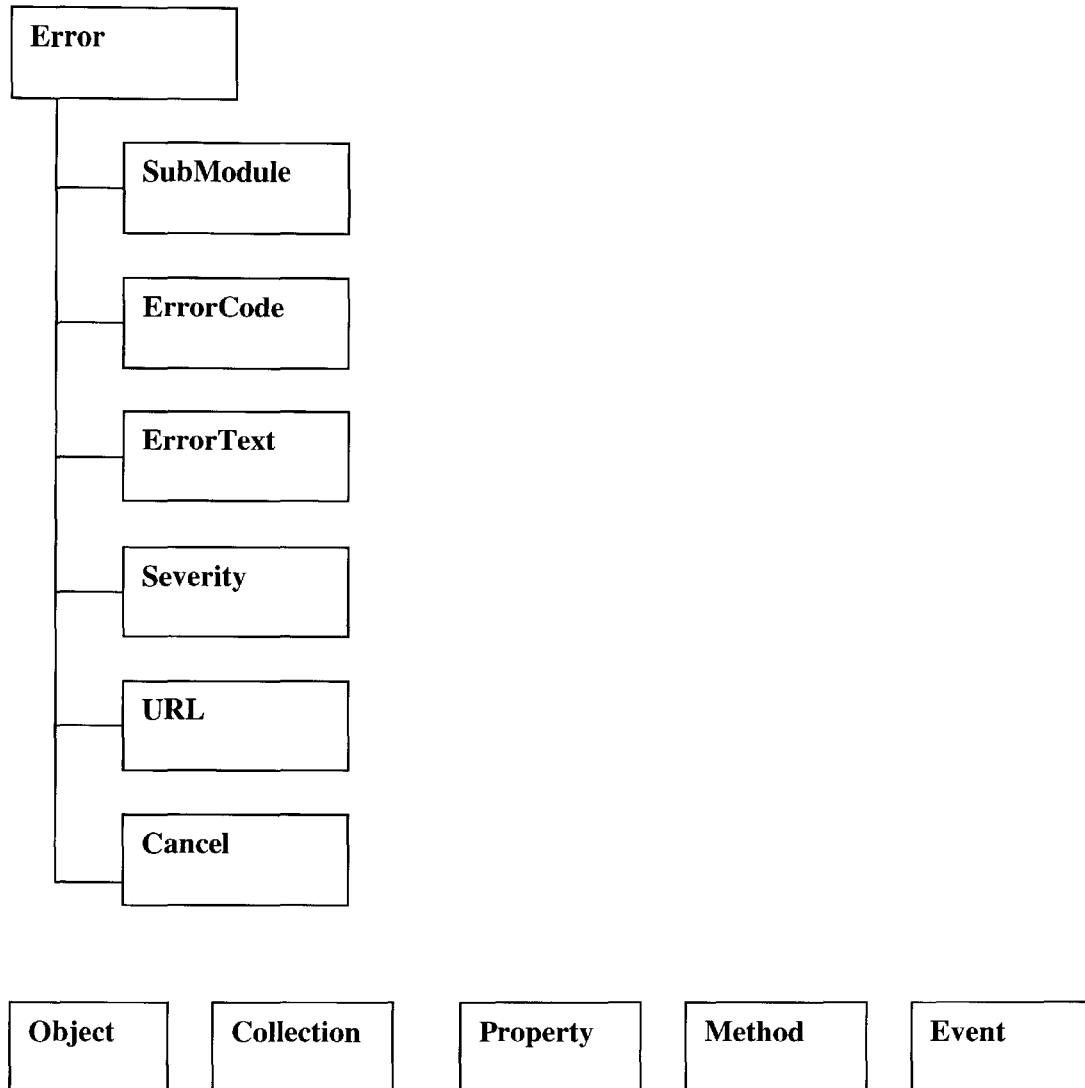 Error
SubModule
ErrorCode
ErrorText
Severity
URL
Cancel
Object Collection Property Method Event